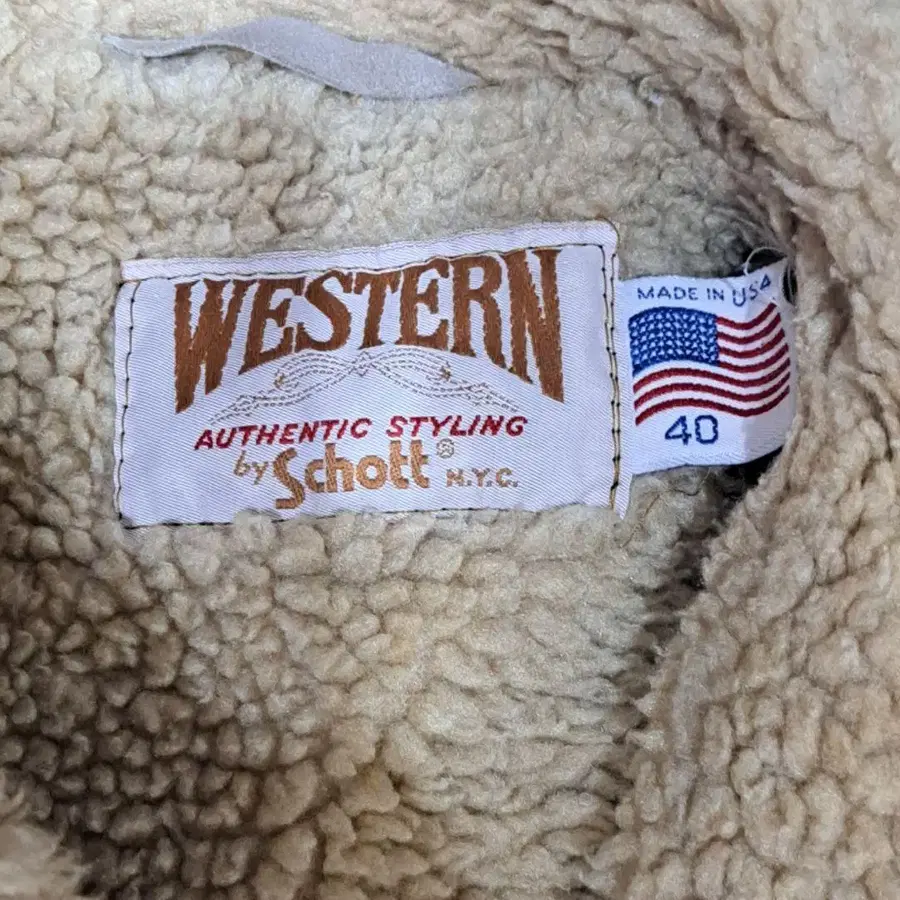 WESTERN
AUTHENTIC STYLING
by Schott® N.Y.C.
MADE IN USA
40